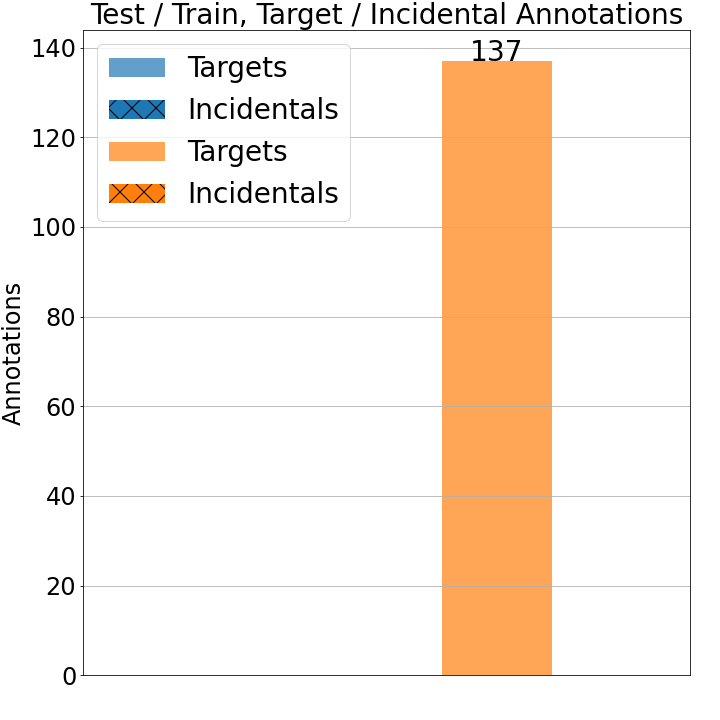 Test / Train, Target / Incidental Annotations
137
Targets
Incidentals
Targets
Incidentals
Annotations
140
120
100
80
60
40
20
0